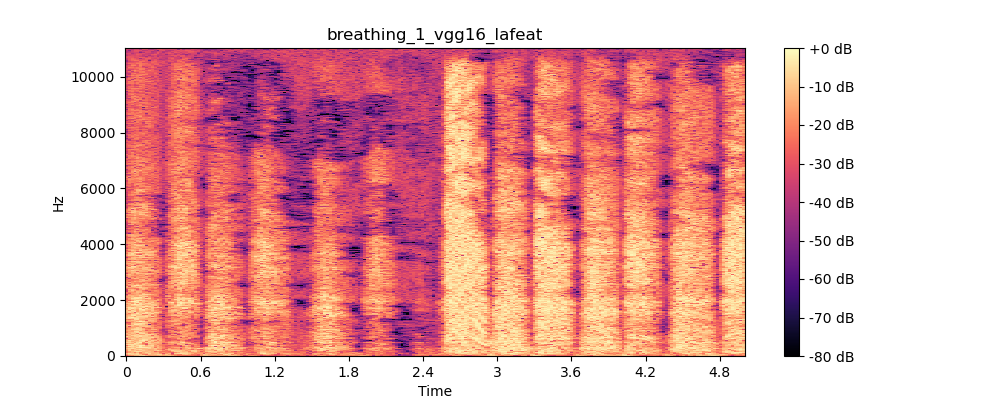 breathing_1_vgg16_lafeat
Hz
10000
8000
6000
4000
2000
0
0 0.6 1.2 1.8 2.4 3 3.6 4.2 4.8
Time
+0 dB
-10 dB
-20 dB
-30 dB
-40 dB
-50 dB
-60 dB
-70 dB
-80 dB